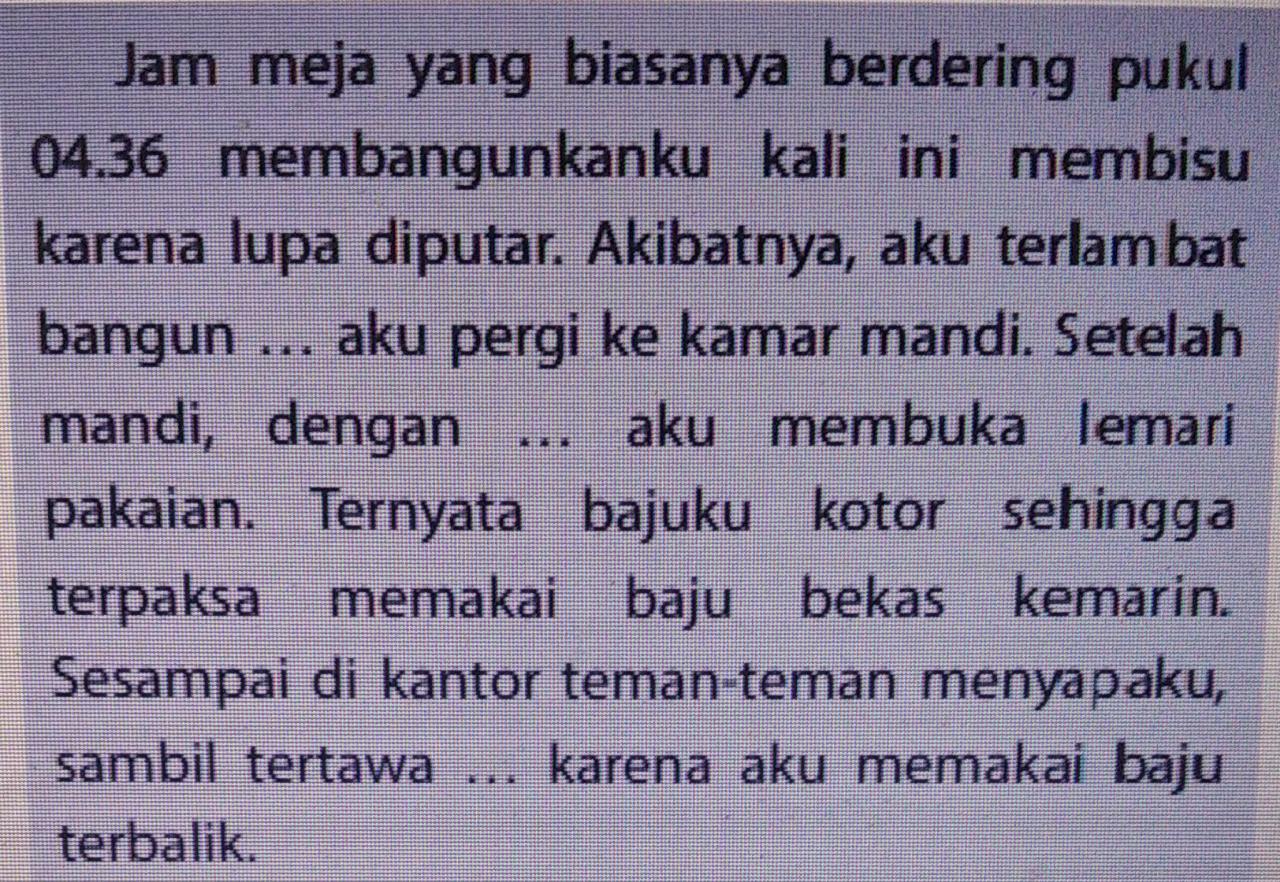 Jam meja yang biasanya berdering pukul
04.36 membangunkanku kali ini membisu
karena lupa diputar. Akibatnya, aku terlambat
bangun ... aku pergi ke kamar mandi. Setelah
mandi, dengan ... aku membuka lemari
pakaian. Ternyata bajuku kotor sehingga
terpaksa memakai baju bekas kemarin.
Sesampai di kantor teman-teman menyapaku,
sambil tertawa ... karena aku memakai baju
terbalik.